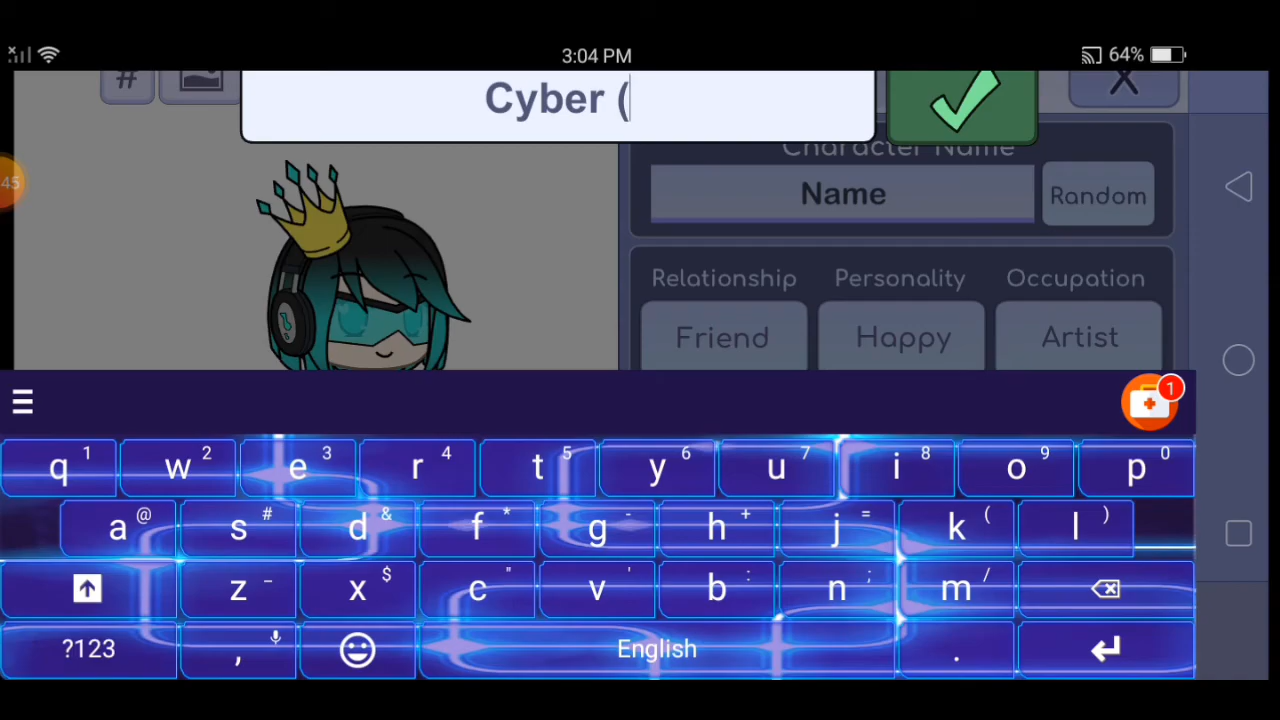 3:04 PM
64%
Cyber (
#
X
45
Character Name
Name
Random
Relationship Personality Occupation
Friend Happy Artist
1
q 1 w 2 e 3 r 4 t 5 y 6 u 7 i 8 o 9 p 0
a @ s # d & f * g - h + j = k ( l )
z _ x $ c " v ' b : n ; m /
?123 , English .